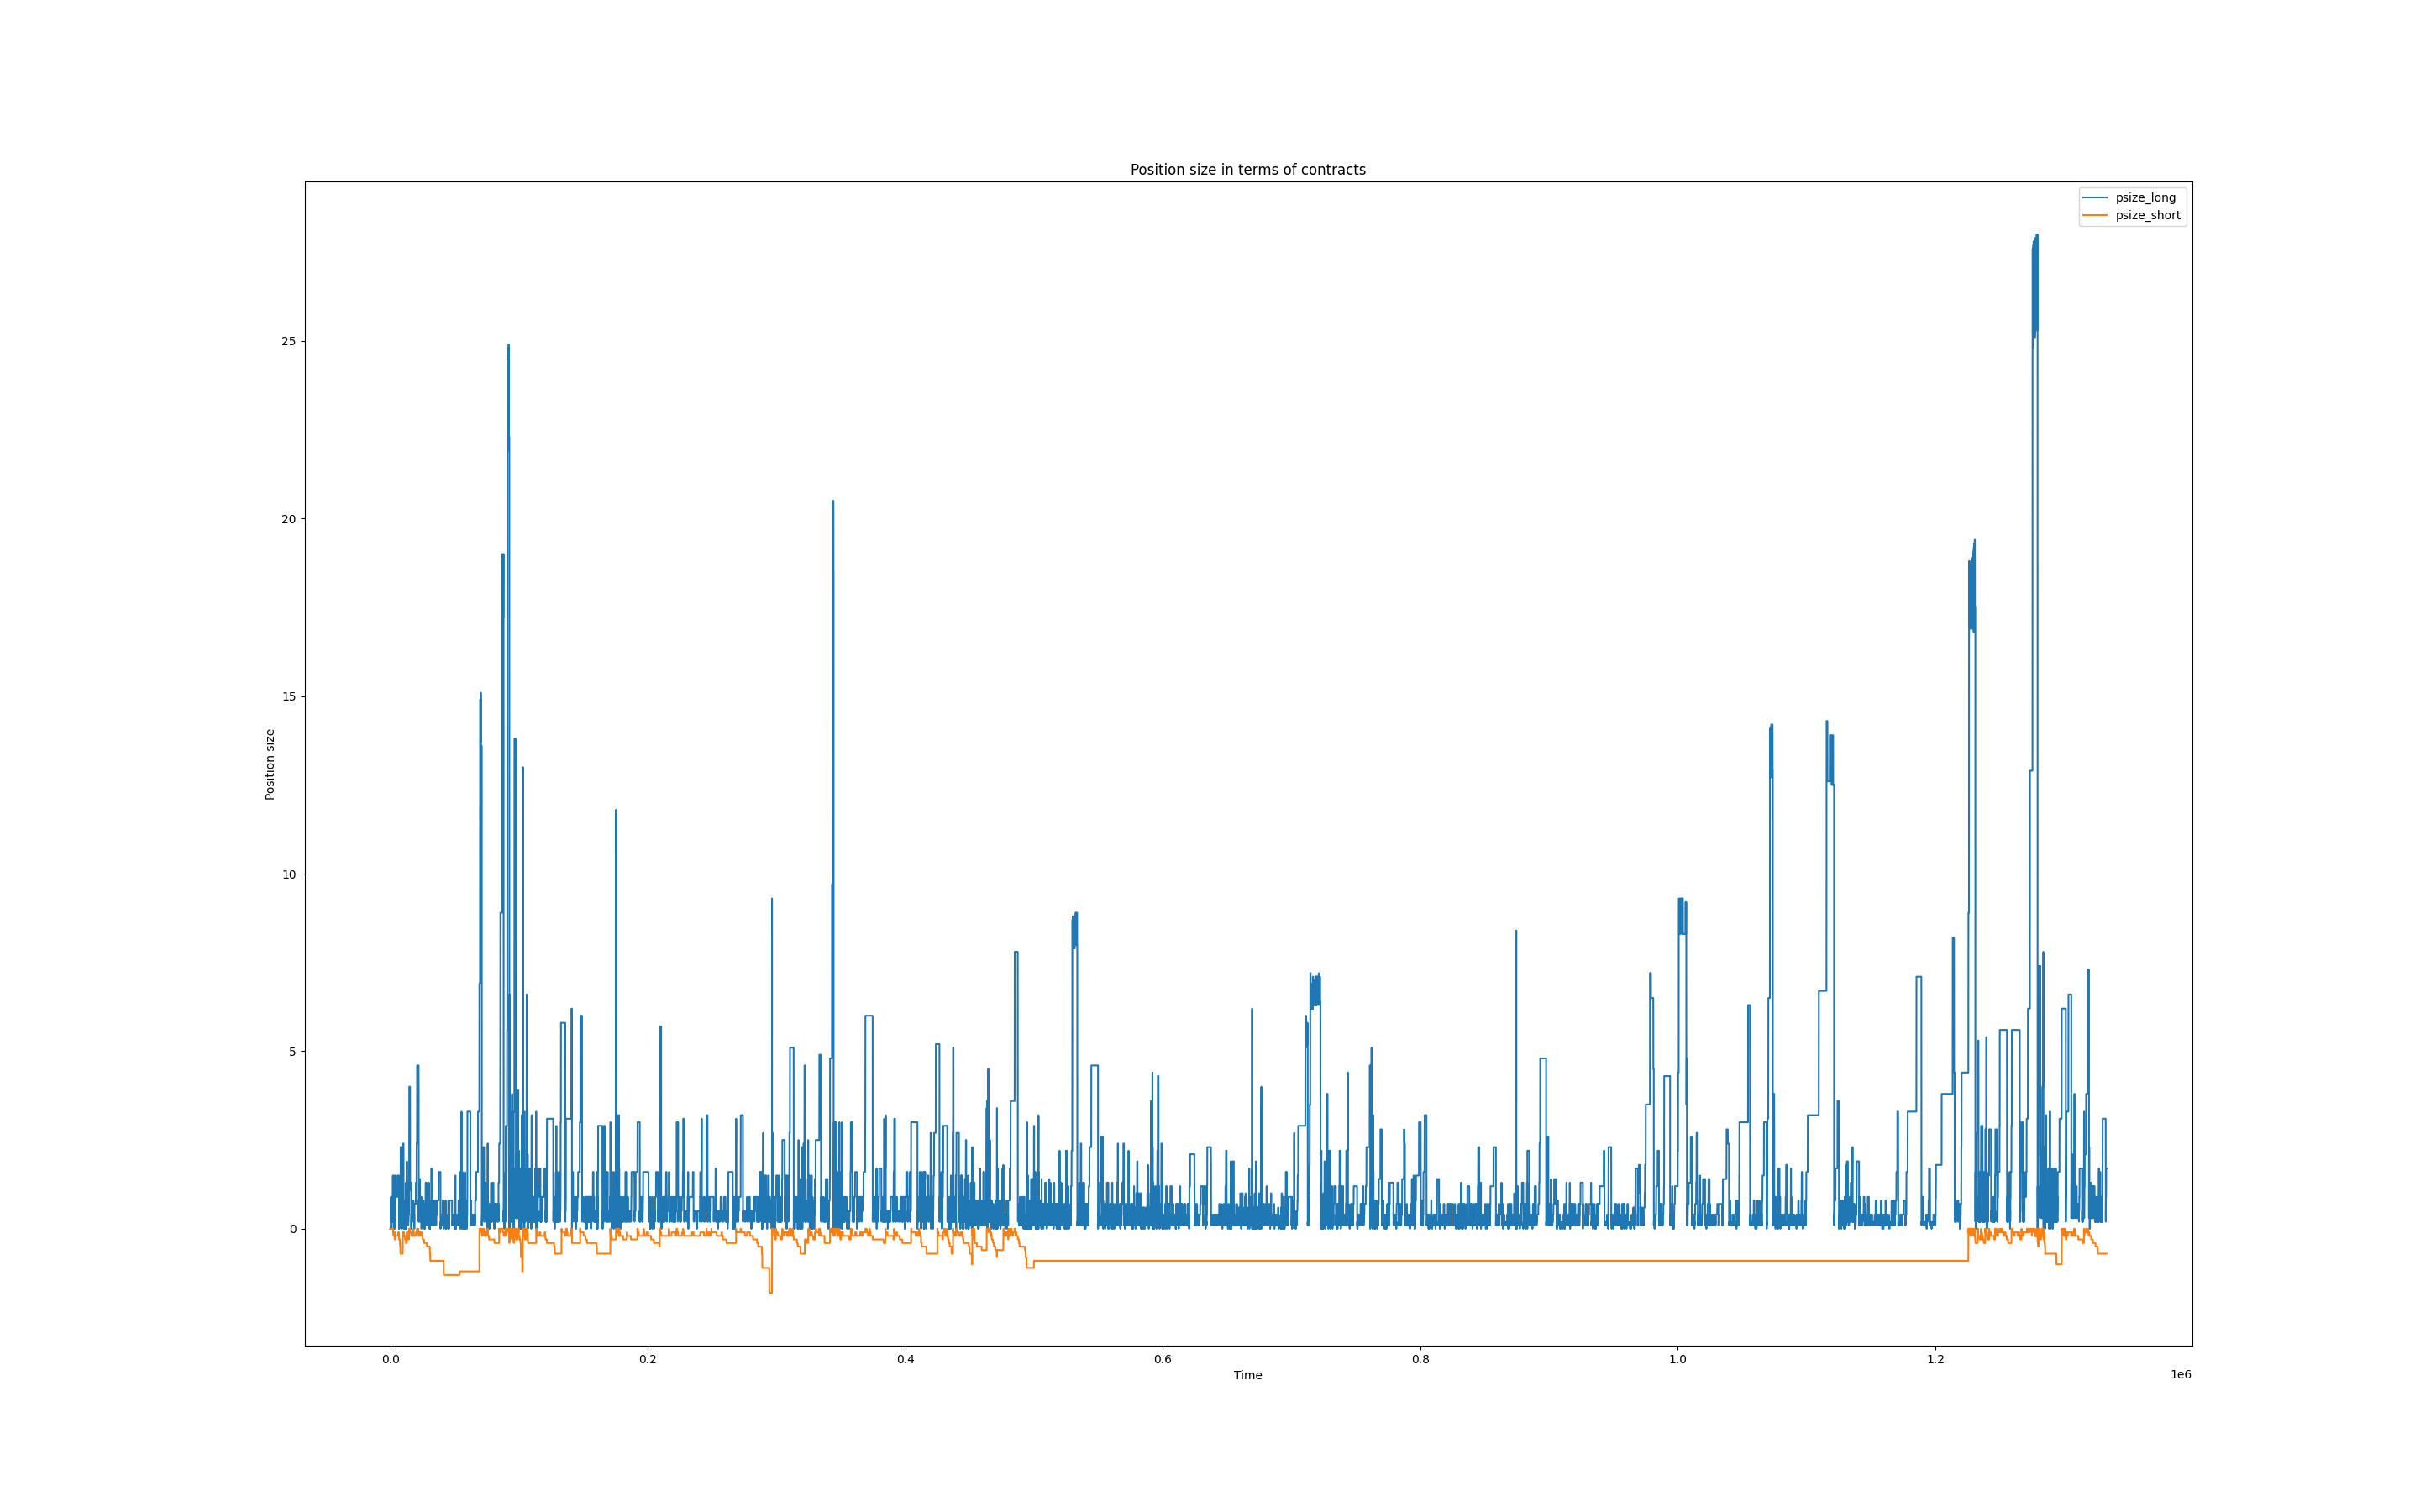 Position size in terms of contracts
psize_long
psize_short
25
20
15
10
5
0
Position size
0.0 0.2 0.4 0.6 0.8 1.0 1.2
Time
1e6